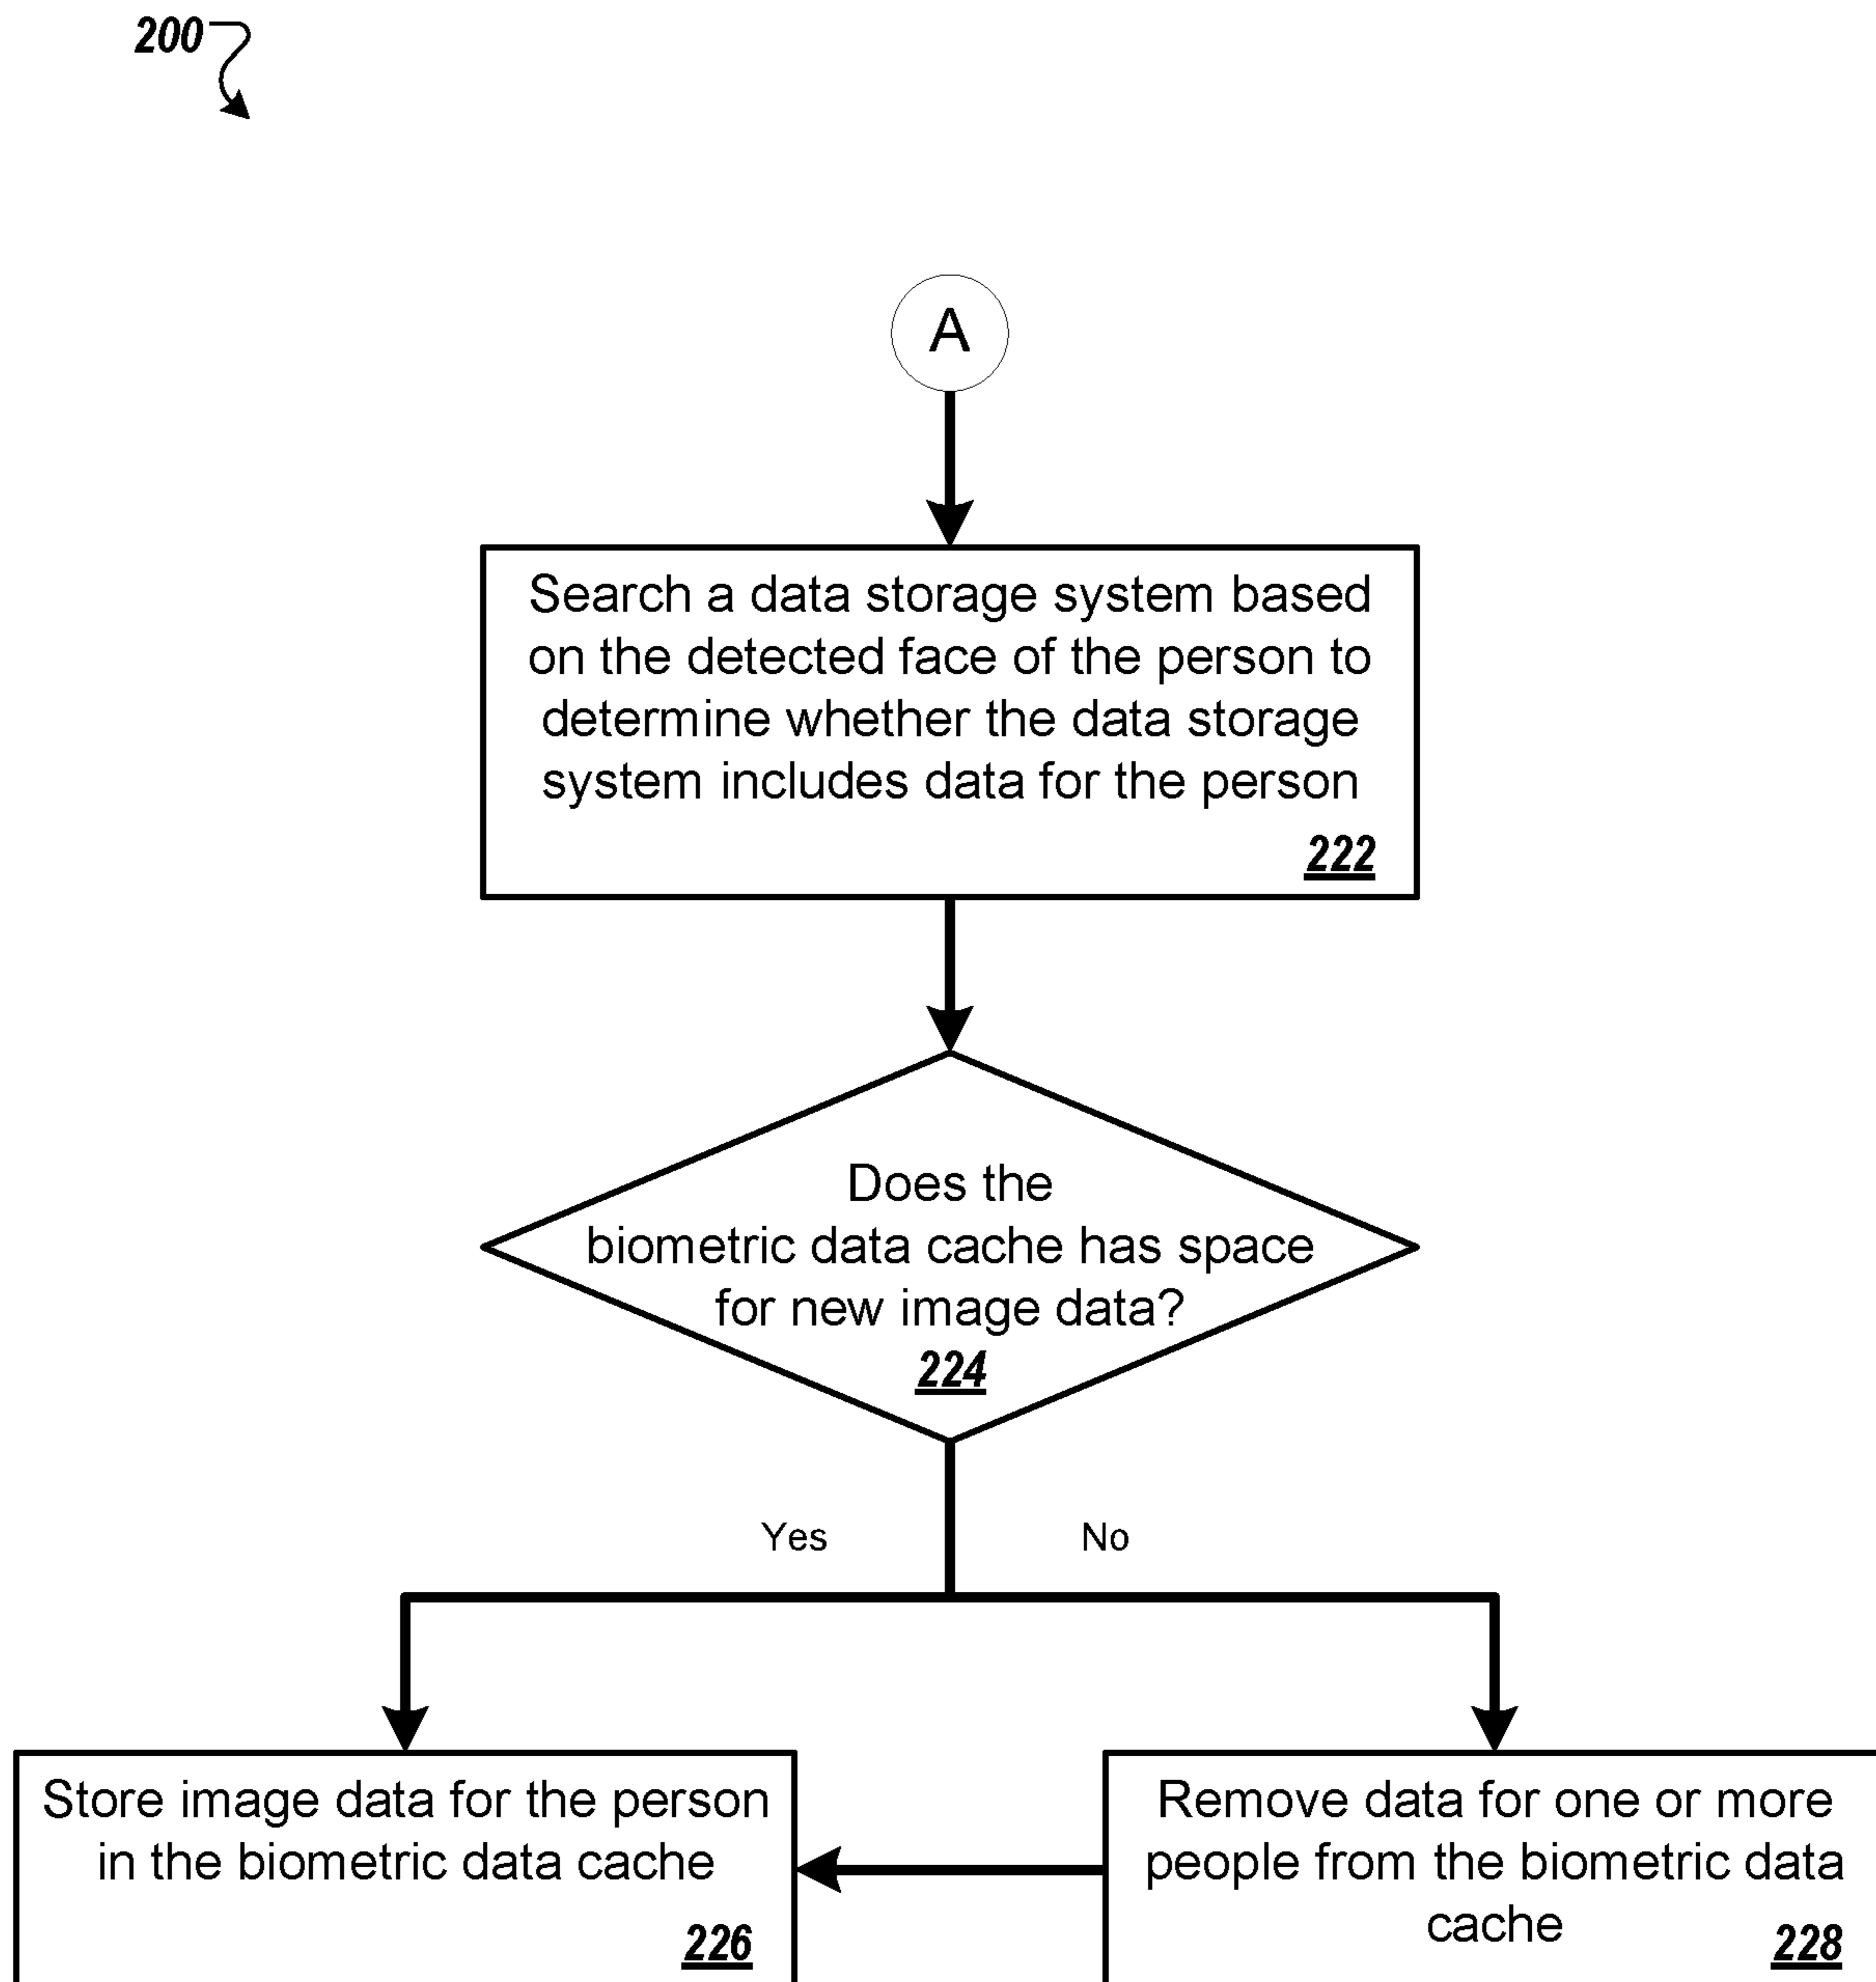 200
A
Search a data storage system based
on the detected face of the person to
determine whether the data storage
system includes data for the person
222
Does the
biometric data cache has space
for new image data?
224
Yes
No
Store image data for the person
in the biometric data cache
226
Remove data for one or more
people from the biometric data
cache
228